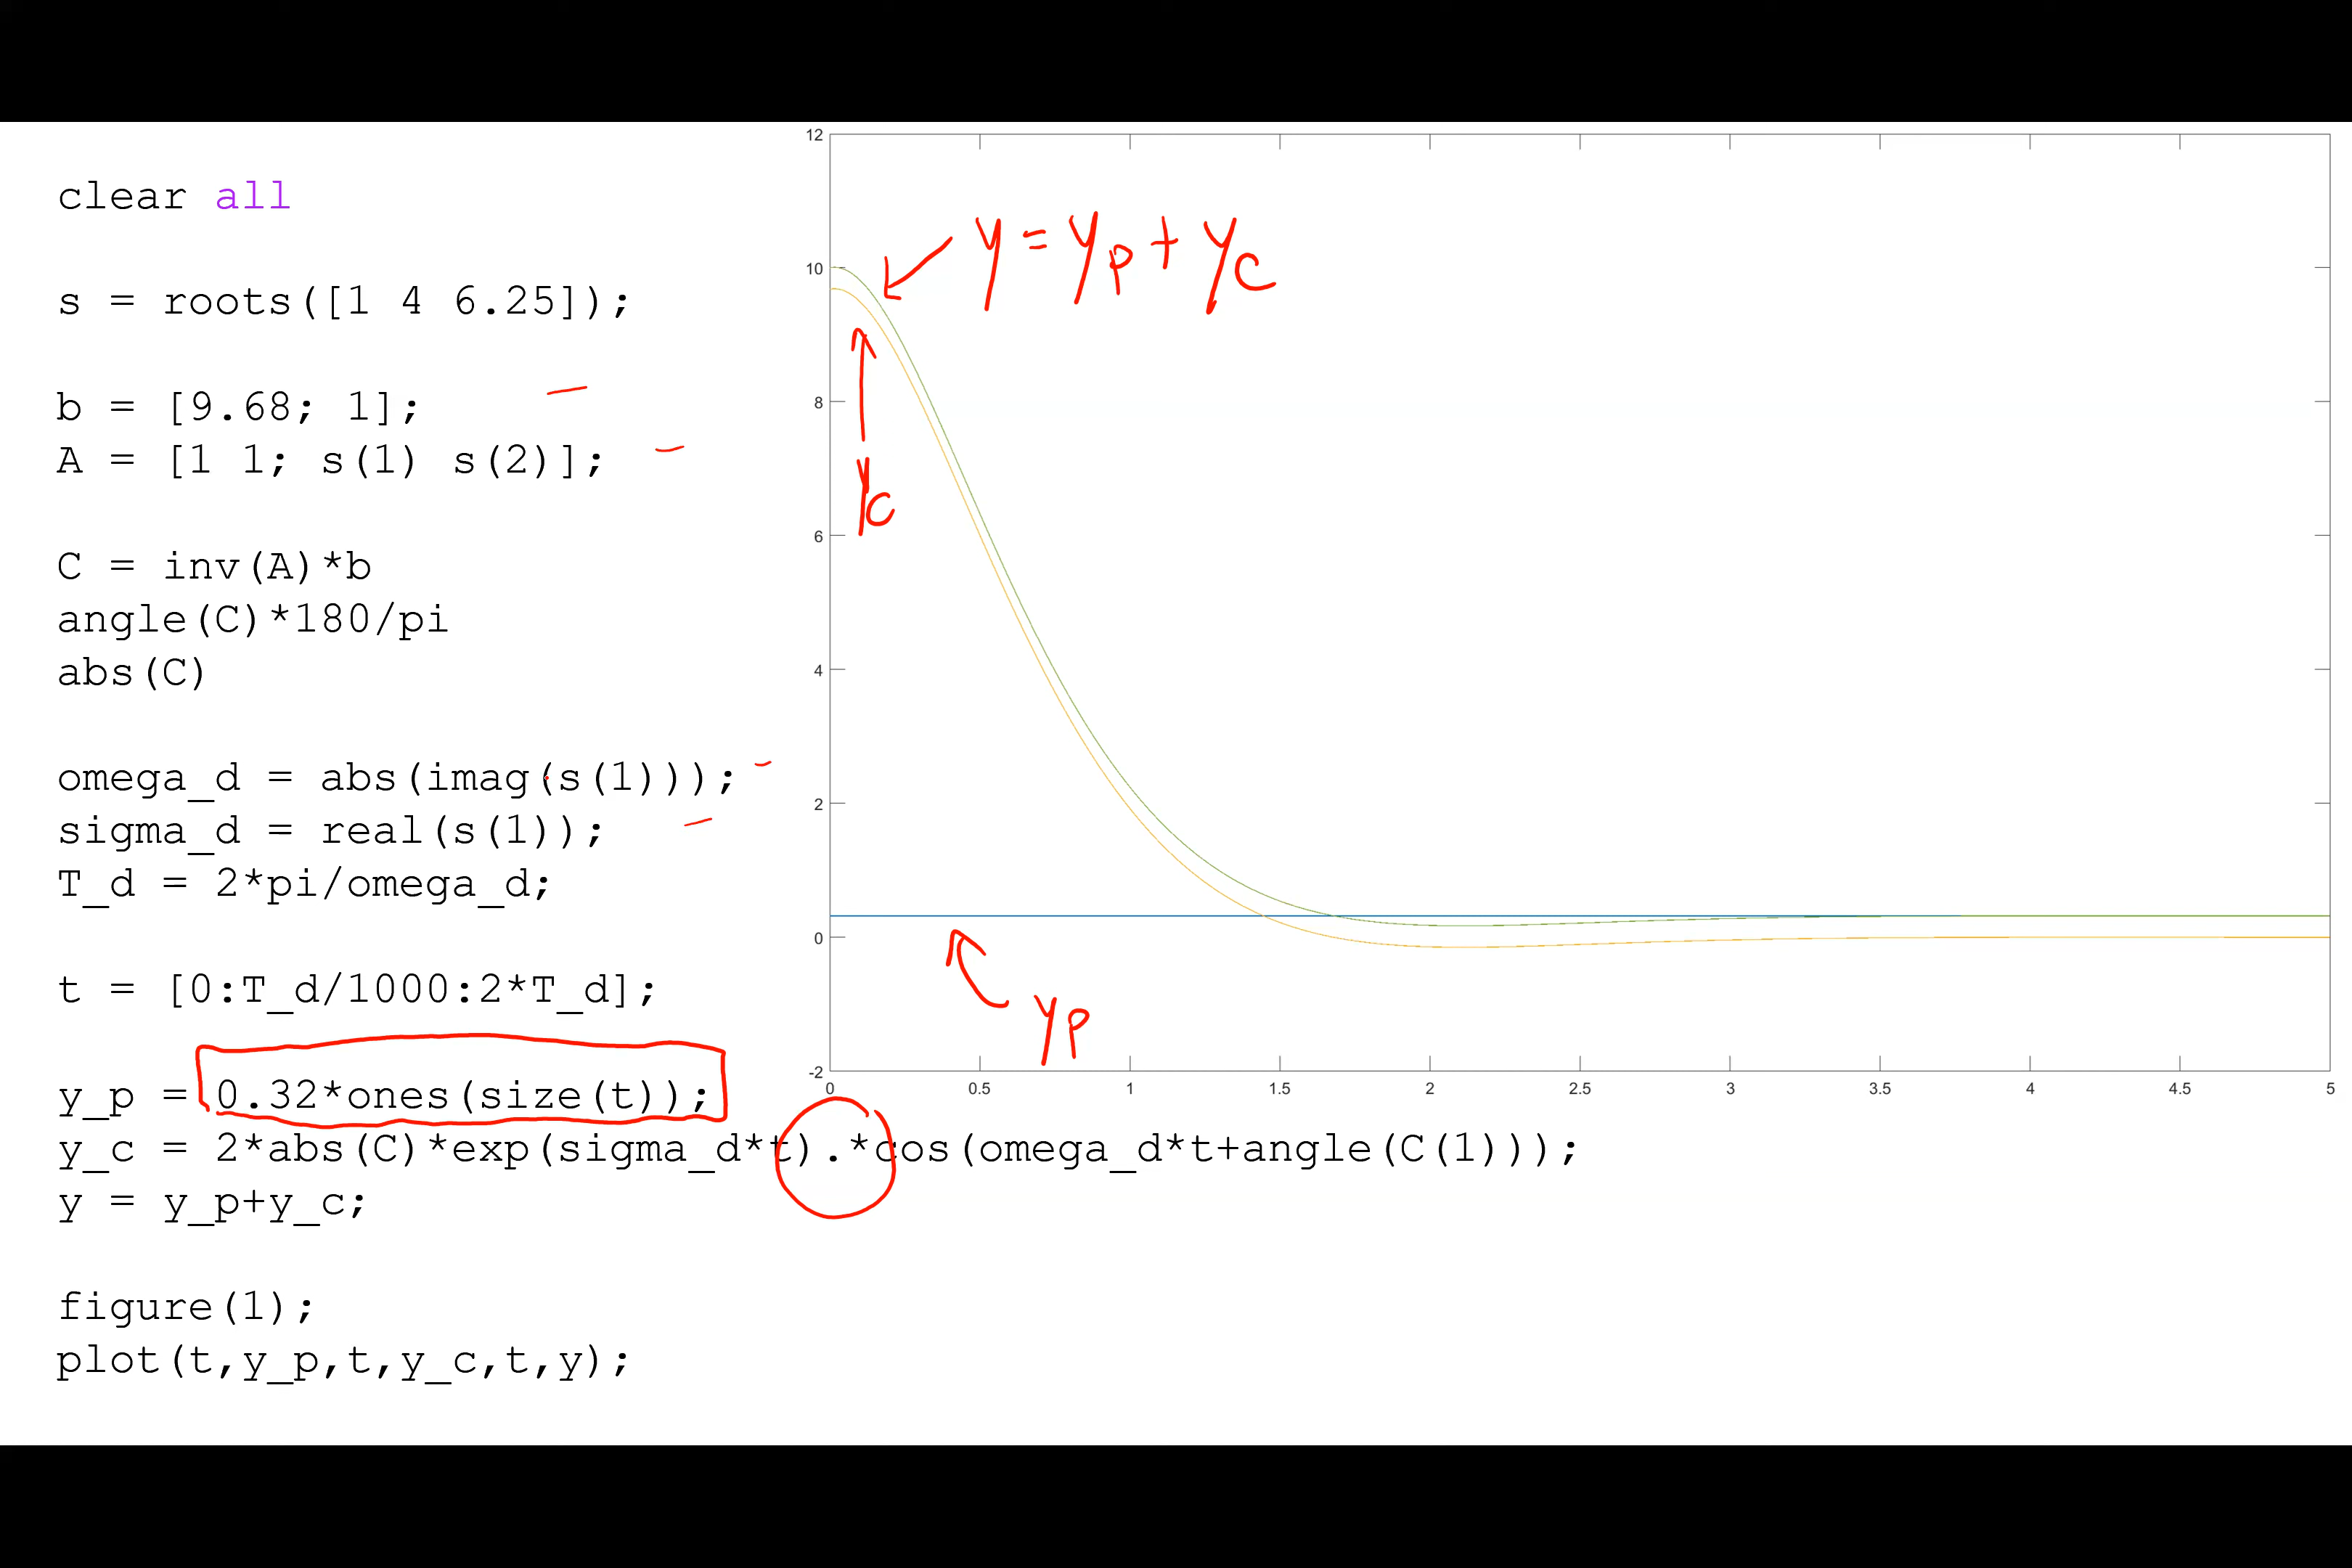 clear all
s = roots([1 4 6.25]);
b = [9.68; 1];
A = [1 1; s(1) s(2)];
C = inv(A)*b
angle(C)*180/pi
abs(C)
omega_d = abs(imag(s(1)));
sigma_d = real(s(1));
T_d = 2*pi/omega_d;
t = [0:T_d/1000:2*T_d];
y_p = 0.32*ones(size(t));
y_c = 2*abs(C)*exp(sigma_d*t).*cos(omega_d*t+angle(C(1)));
y = y_p+y_c;
figure(1);
plot(t,y_p,t,y_c,t,y);
12
10
8
6
4
2
0
-2
0 0.5 1 1.5 2 2.5 3 3.5 4 4.5 5
y = yp + yc
yc
yp